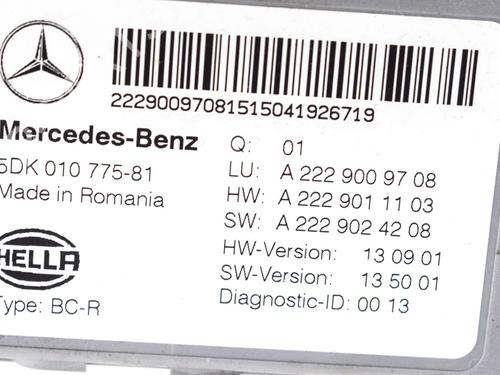 2229009708151504192 6719
Mercedes-Benz
5DK 010 775-81
Made in Romania
HELLA
Type: BC-R
Q: 01
LU: A 222 900 97 08
HW: A 222 901 11 03
SW: A 222 902 42 08
HW-Version: 13 09 01
SW-Version: 13 50 01
Diagnostic-ID: 00 13